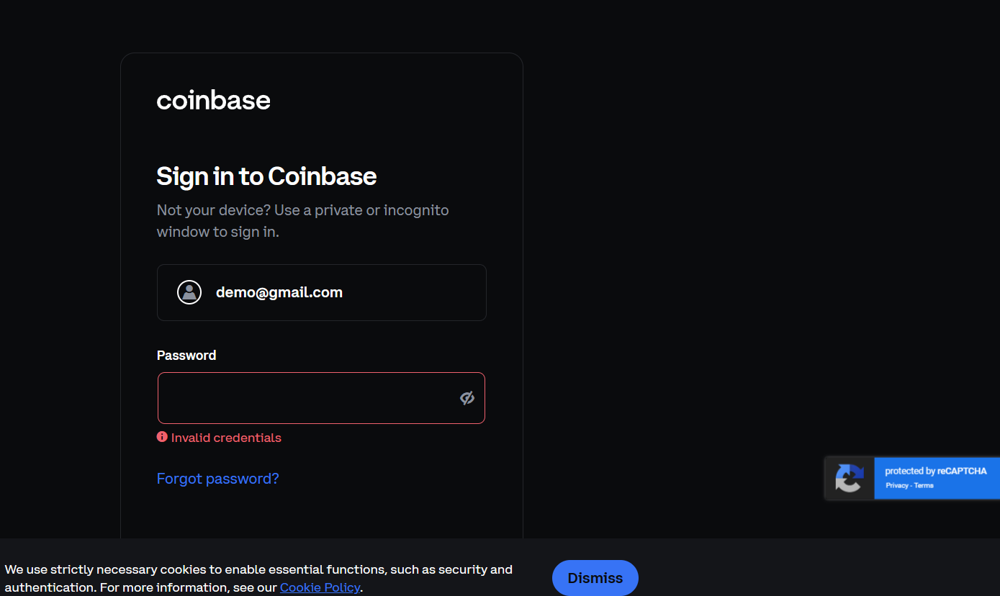 coinbase
Sign in to Coinbase
Not your device? Use a private or incognito
window to sign in.
demo@gmail.com
Password
Invalid credentials
Forgot password?
protected by reCAPTCHA
Privacy - Terms
We use strictly necessary cookies to enable essential functions, such as security and
authentication. For more information, see our Cookie Policy.
Dismiss